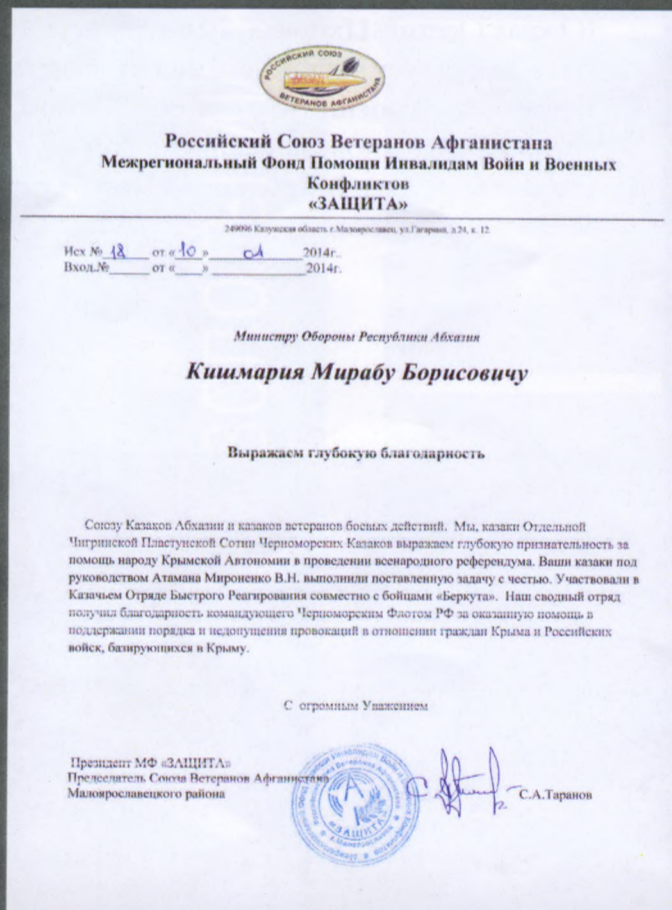 РОССИЙСКИЙ СОЮЗ
ВЕТЕРАНОВ АФГАНИСТАНА
Российский Союз Ветеранов Афганистана
Межрегиональный Фонд Помощи Инвалидам Войн и Военных
Конфликтов
«ЗАЩИТА»
249096 Калужская область г.Малоярославец, ул.Гагарина, д.24, к. 12.
Исх № 18 от « 10 » 04 2014г..
Вход.№______ от «____» ______________2014г.
Министру Обороны Республики Абхазия
Кишмария Мирабу Борисовичу
Выражаем глубокую благодарность
Союзу Казаков Абхазии и казаков ветеранов боевых действий. Мы, казаки Отдельной
Чигринской Пластунской Сотни Черноморских Казаков выражаем глубокую признательность за
помощь народу Крымской Автономии в проведении всенародного референдума. Ваши казаки под
руководством Атамана Мироненко В.Н. выполнили поставленную задачу с честью. Участвовали в
Казачьем Отряде Быстрого Реагирования совместно с бойцами «Беркута». Наш сводный отряд
получил благодарность командующего Черноморским Флотом РФ за оказанную помощь в
поддержании порядка и недопущения провокаций в отношении граждан Крыма и Российских
войск, базирующихся в Крыму.
С огромным Уважением
Президент МФ «ЗАЩИТА»
Председатель Союза Ветеранов Афганистана
Малоярославецкого района
С.А.Таранов
«ЗАЩИТА»